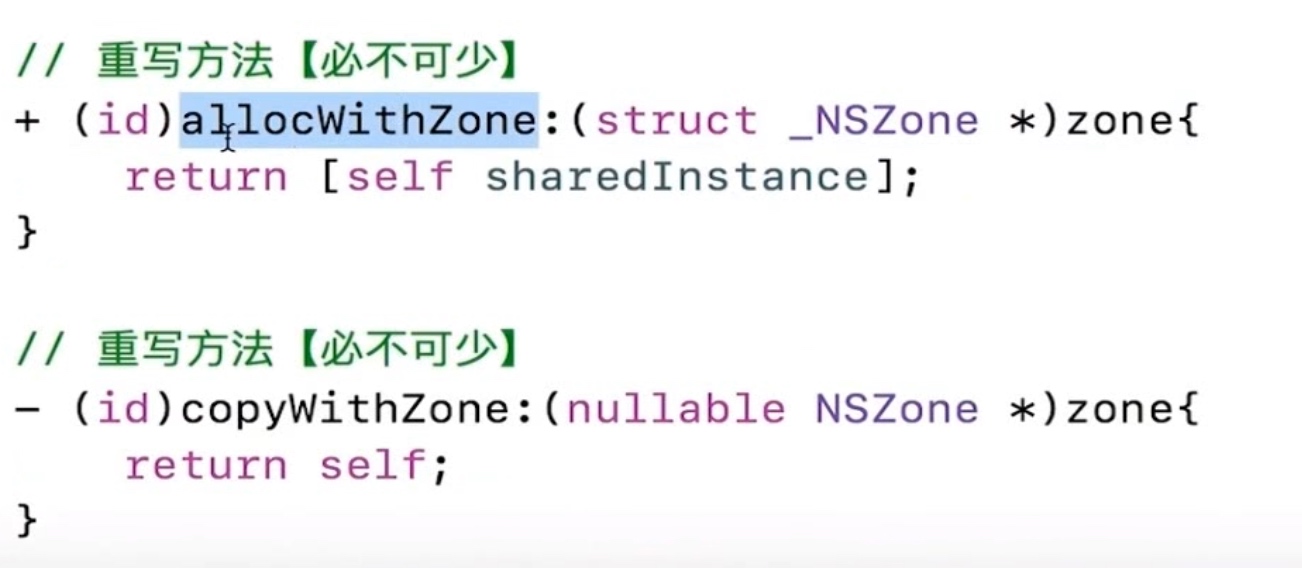 // 重写方法【必不可少】
+ (id)allocWithZone:(struct _NSZone *)zone{
return [self sharedInstance];
}
// 重写方法【必不可少】
- (id)copyWithZone:(nullable NSZone *)zone{
return self;
}